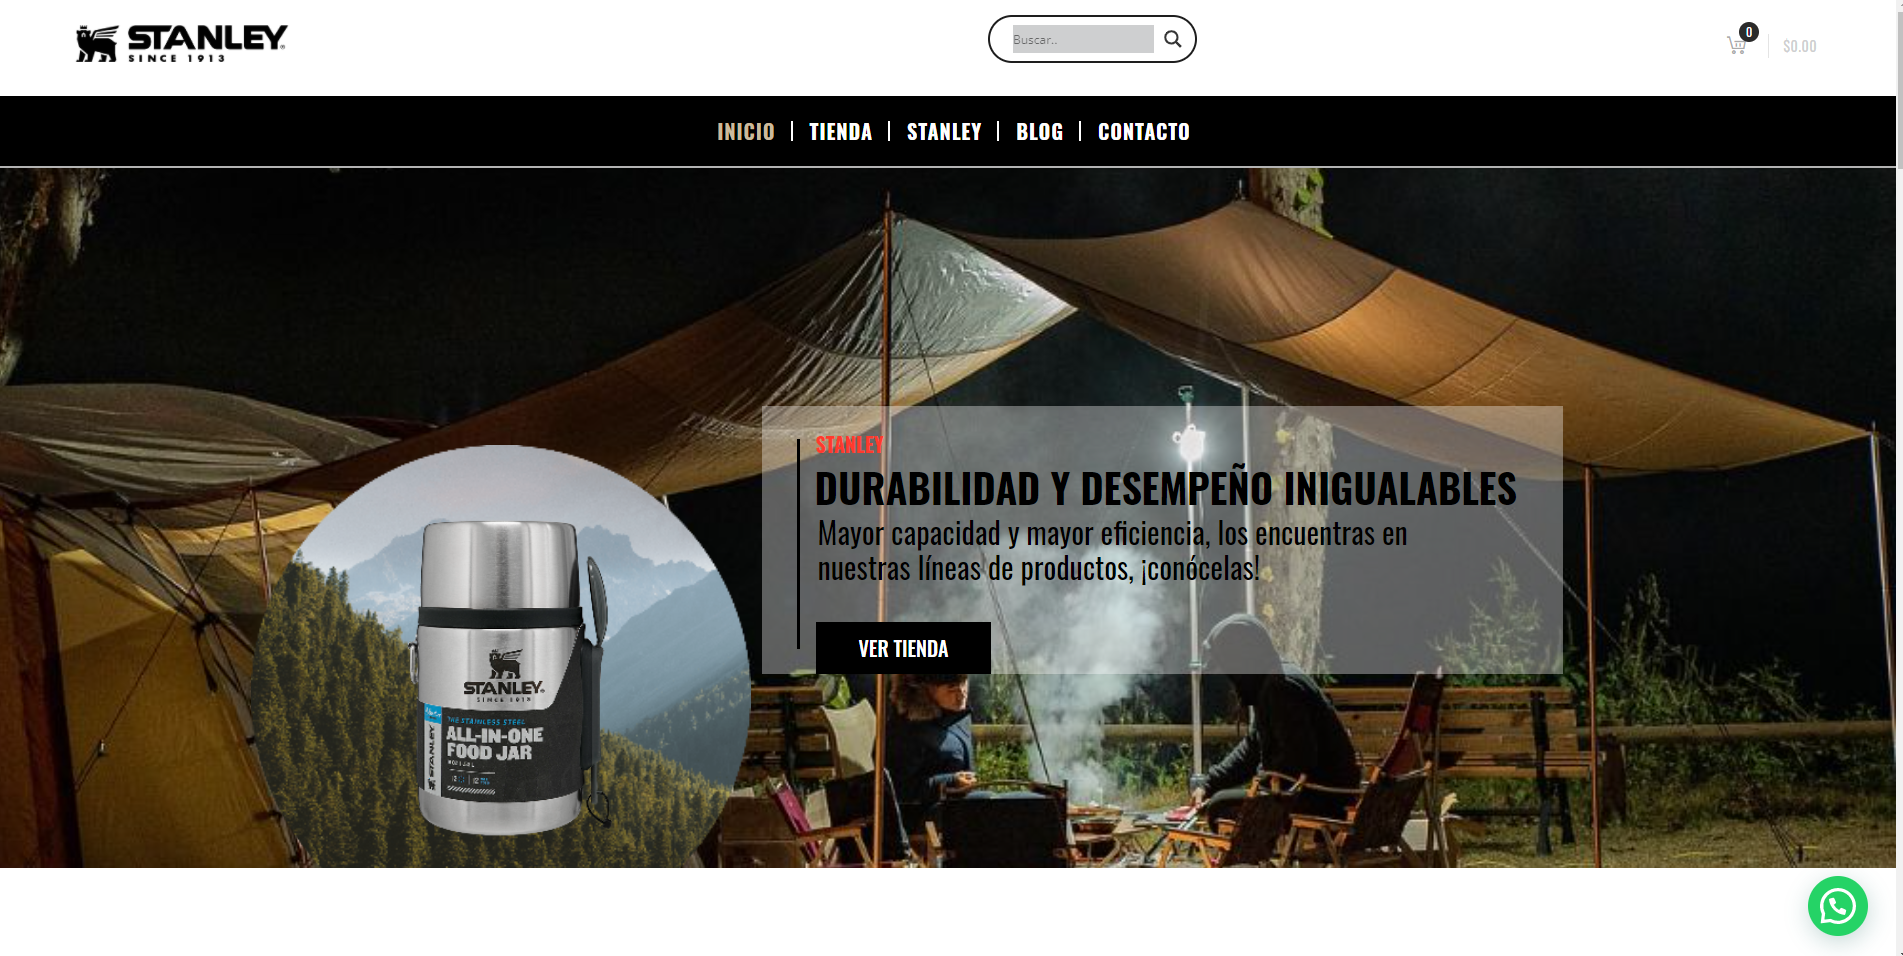 STANLEY
SINCE 1913
Buscar..
0
$0.00
INICIO
TIENDA
STANLEY
BLOG
CONTACTO
STANLEY
DURABILIDAD Y DESEMPEÑO INIGUALABLES
Mayor capacidad y mayor eficiencia, los encuentras en
nuestras líneas de productos, ¡conócelas!
VER TIENDA
STANLEY
SINCE 1913
THE STAINLESS STEEL
ALL-IN-ONE
FOOD JAR
STANLEY